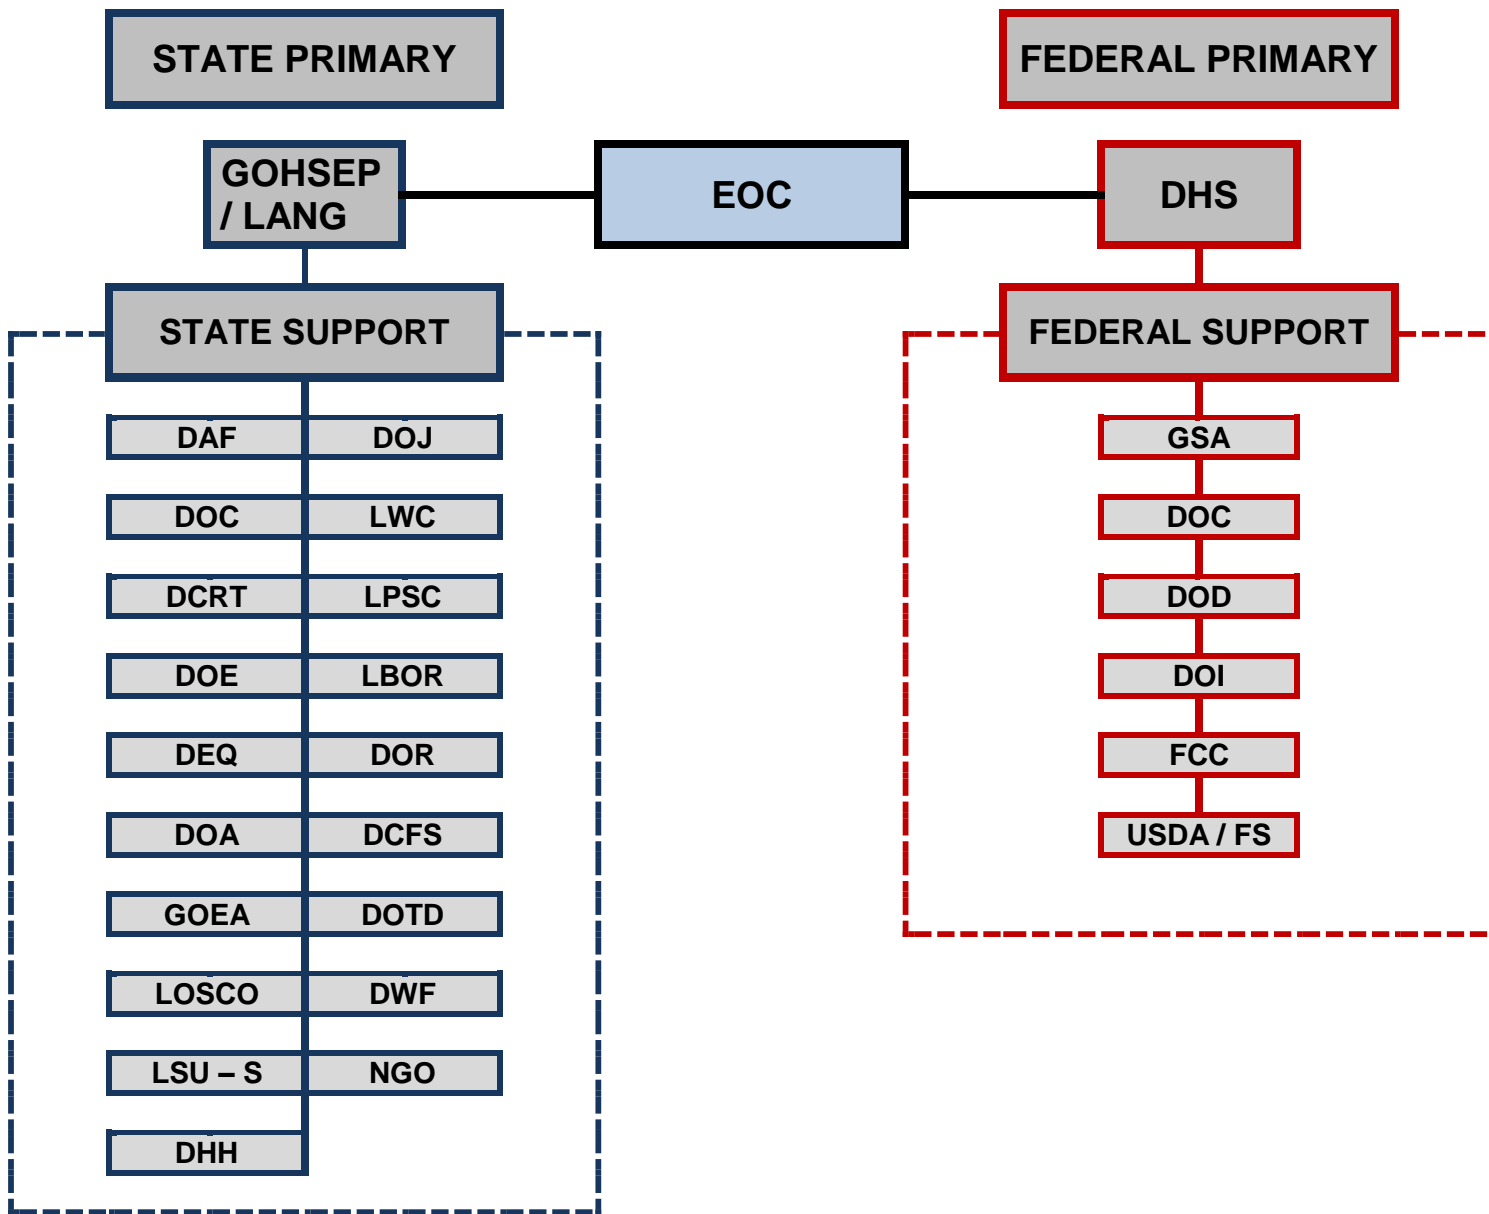 STATE PRIMARY
FEDERAL PRIMARY
GOHSEP
/ LANG
EOC
DHS
STATE SUPPORT
FEDERAL SUPPORT
DAF
DOJ
GSA
DOC
LWC
DOC
DCRT
LPSC
DOD
DOE
LBOR
DOI
DEQ
DOR
FCC
DOA
DCFS
USDA / FS
GOEA
DOTD
LOSCO
DWF
LSU – S
NGO
DHH